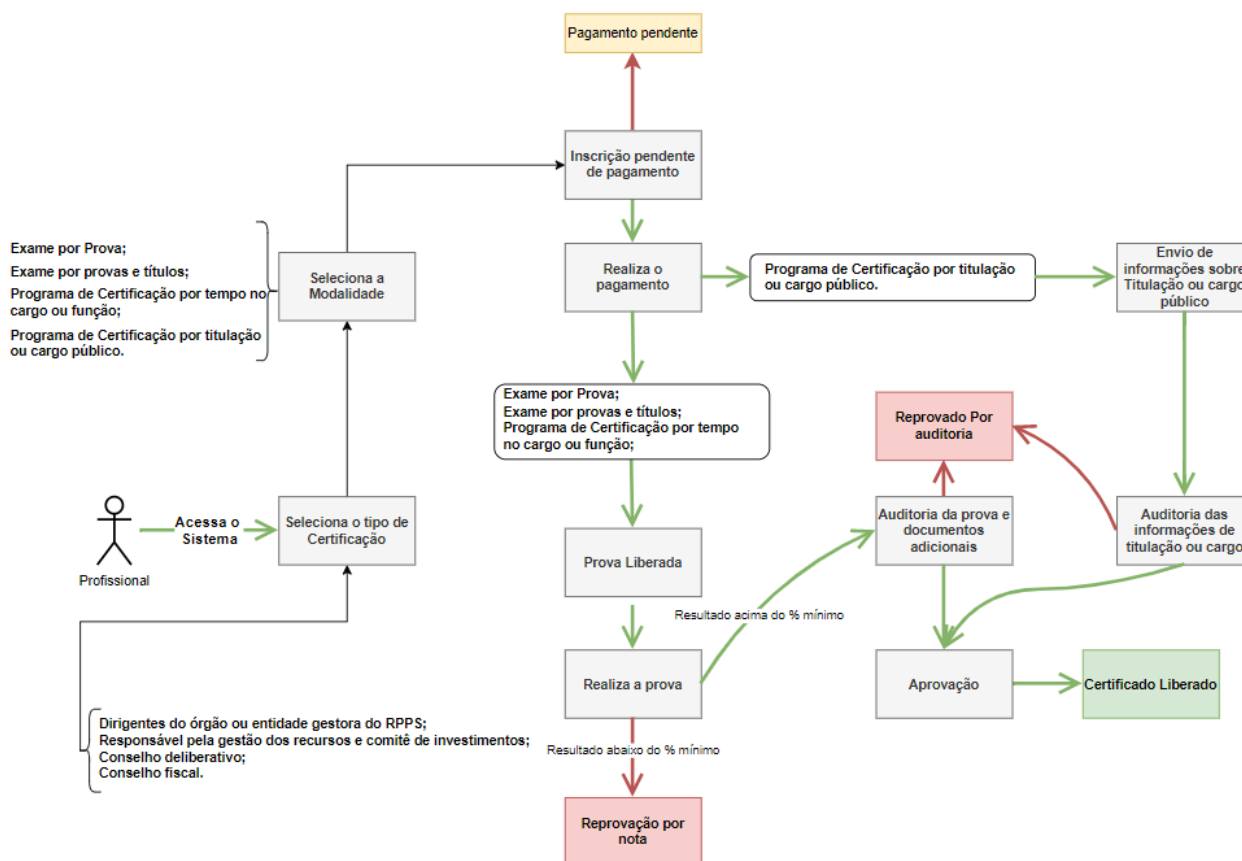 Pagamento pendente
Inscrição pendente
de pagamento
Exame por Prova;
Exame por provas e títulos;
Programa de Certificação por tempo no
cargo ou função;
Programa de Certificação por titulação
ou cargo público.
Seleciona a
Modalidade
Realiza o
pagamento
Programa de Certificação por titulação
ou cargo público.
Envio de
informações sobre
Titulação ou cargo
público
Exame por Prova;
Exame por provas e títulos;
Programa de Certificação por tempo
no cargo ou função;
Reprovado Por
auditoria
Profissional
Acessa o
Sistema
Seleciona o tipo de
Certificação
Prova Liberada
Auditoria da prova e
documentos
adicionais
Auditoria das
informações de
titulação ou cargo
Resultado acima do % mínimo
Realiza a prova
Aprovação
Certificado Liberado
Dirigentes do órgão ou entidade gestora do RPPS;
Responsável pela gestão dos recursos e comitê de investimentos;
Conselho deliberativo;
Conselho fiscal.
Resultado abaixo do % mínimo
Reprovação por
nota